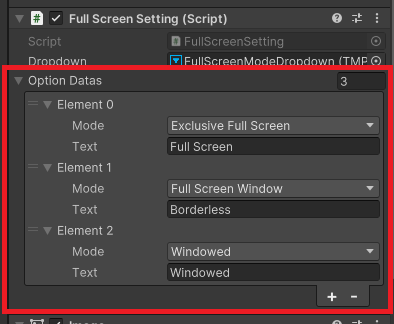 # Full Screen Setting (Script)
Script FullScreenSetting
Dropdown FullScreenModeDropdown (TMP
Option Datas 3
Element 0
Mode Exclusive Full Screen
Text Full Screen
Element 1
Mode Full Screen Window
Text Borderless
Element 2
Mode Windowed
Text Windowed
+ -